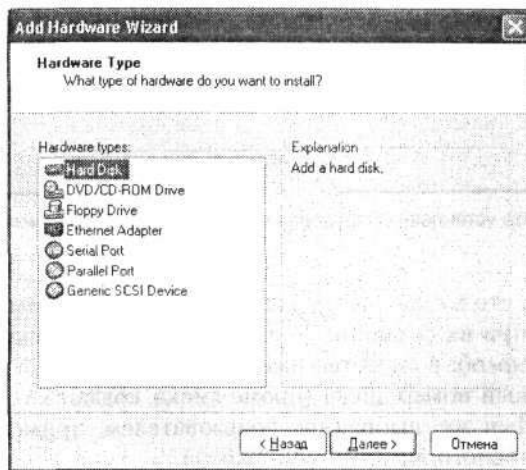 Add Hardware Wizard
Hardware Type
What type of hardware do you want to install?
Hardware types:
Hard Disk
DVD/CD-ROM Drive
Floppy Drive
Ethernet Adapter
Serial Port
Parallel Port
Generic SCSI Device
Explanation
Add a hard disk.
< Назад
Далее >
Отмена